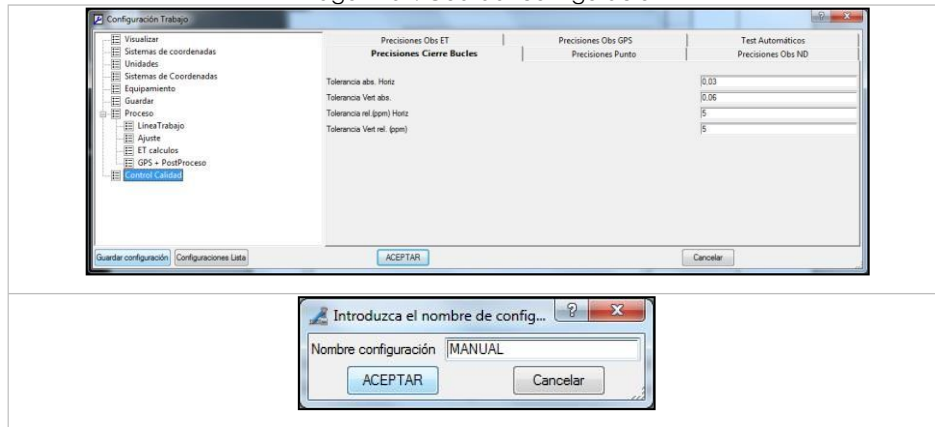 Configuración Trabajo
Visualizar
Sistemas de coordenadas
Unidades
Sistemas de Coordenadas
Equipamiento
Guardar
Proceso
LineaTrabajo
Ajuste
ET calculos
GPS + PostProceso
Control Calidad
Precisiones Obs ET
Precisiones Obs GPS
Test Automáticos
Precisiones Cierre Bucles
Precisiones Punto
Precisiones Obs ND
Tolerancia abs. Horiz 0,03
Tolerancia Vert abs. 0,06
Tolerancia rel.(ppm) Horiz 5
Tolerancia Vert rel. (ppm) 5
Guardar configuración
Configuraciones Lista
ACEPTAR
Cancelar
Introduzca el nombre de config...
Nombre configuración MANUAL
ACEPTAR
Cancelar